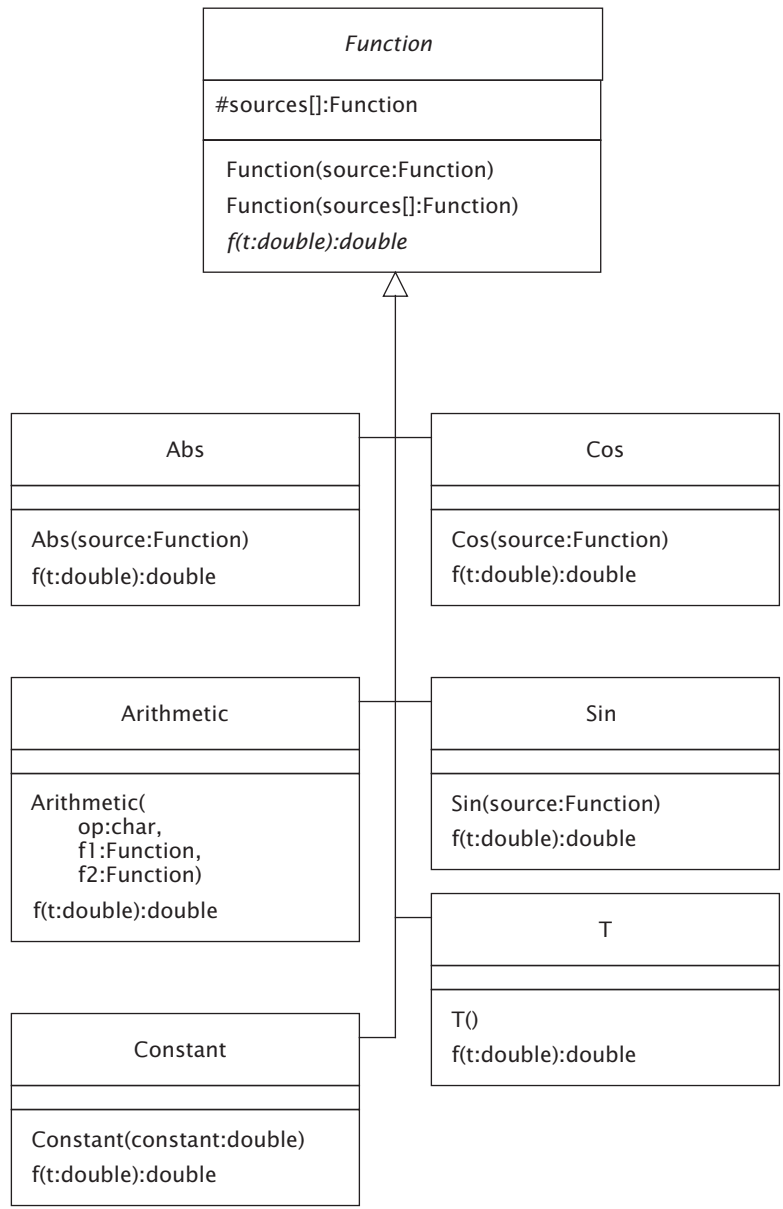 Function
#sources[]:Function
Function(source:Function)
Function(sources[]:Function)
f(t:double):double
Abs
Abs(source:Function)
f(t:double):double
Cos
Cos(source:Function)
f(t:double):double
Arithmetic
Arithmetic(
op:char,
f1:Function,
f2:Function)
f(t:double):double
Sin
Sin(source:Function)
f(t:double):double
T
T()
f(t:double):double
Constant
Constant(constant:double)
f(t:double):double